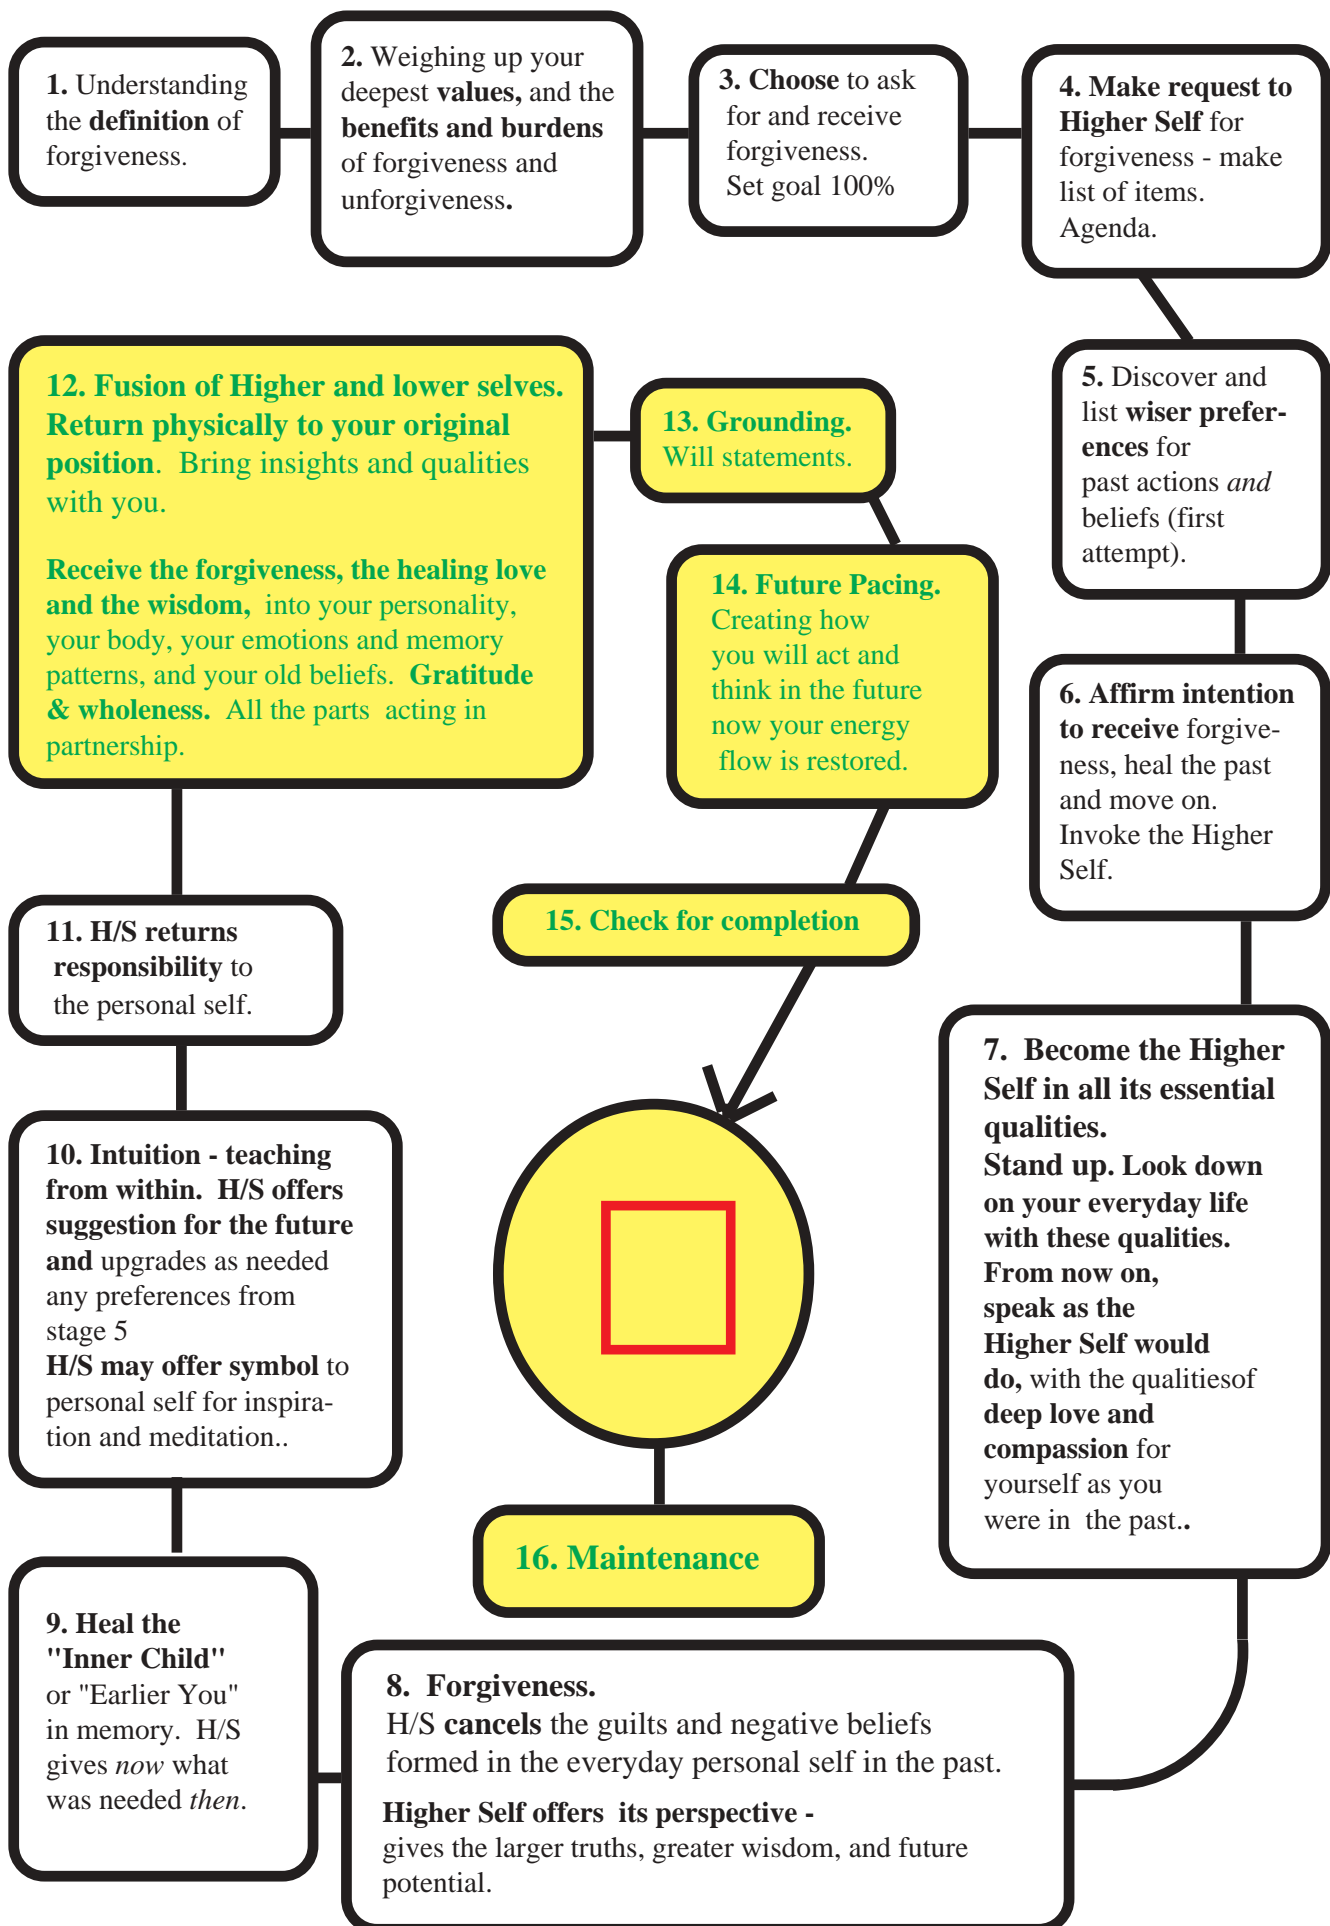 1. Understanding
the definition of
forgiveness.
2. Weighing up your
deepest values, and the
benefits and burdens
of forgiveness and
unforgiveness.
3. Choose to ask
for and receive
forgiveness.
Set goal 100%
4. Make request to
Higher Self for
forgiveness - make
list of items.
Agenda.
5. Discover and
list wiser prefer-
ences for
past actions and
beliefs (first
attempt).
6. Affirm intention
to receive forgive-
ness, heal the past
and move on.
Invoke the Higher
Self.
7. Become the Higher
Self in all its essential
qualities.
Stand up. Look down
on your everyday life
with these qualities.
From now on,
speak as the
Higher Self would
do, with the qualitiesof
deep love and
compassion for
yourself as you
were in the past..
8. Forgiveness.
H/S cancels the guilts and negative beliefs
formed in the everyday personal self in the past.
Higher Self offers its perspective -
gives the larger truths, greater wisdom, and future
potential.
9. Heal the
"Inner Child"
or "Earlier You"
in memory. H/S
gives now what
was needed then.
10. Intuition - teaching
from within. H/S offers
suggestion for the future
and upgrades as needed
any preferences from
stage 5
H/S may offer symbol to
personal self for inspira-
tion and meditation..
11. H/S returns
responsibility to
the personal self.
12. Fusion of Higher and lower selves.
Return physically to your original
position. Bring insights and qualities
with you.
Receive the forgiveness, the healing love
and the wisdom, into your personality,
your body, your emotions and memory
patterns, and your old beliefs. Gratitude
& wholeness. All the parts acting in
partnership.
13. Grounding.
Will statements.
14. Future Pacing.
Creating how
you will act and
think in the future
now your energy
flow is restored.
15. Check for completion
16. Maintenance